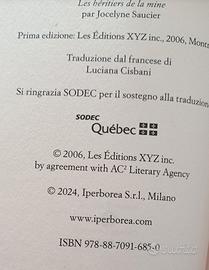 Les héritiers de la mine
par Jocelyne Saucier
Prima edizione: Les Éditions XYZ inc., 2006, Mont
Traduzione dal francese di
Luciana Cisbani
Si ringrazia SODEC per il sostegno alla traduzion
SODEC
Québec
© 2006, Les Éditions XYZ inc.
by agreement with AC² Literary Agency
© 2024, Iperborea S.r.l., Milano
www.iperborea.com
ISBN 978-88-7091-685-0